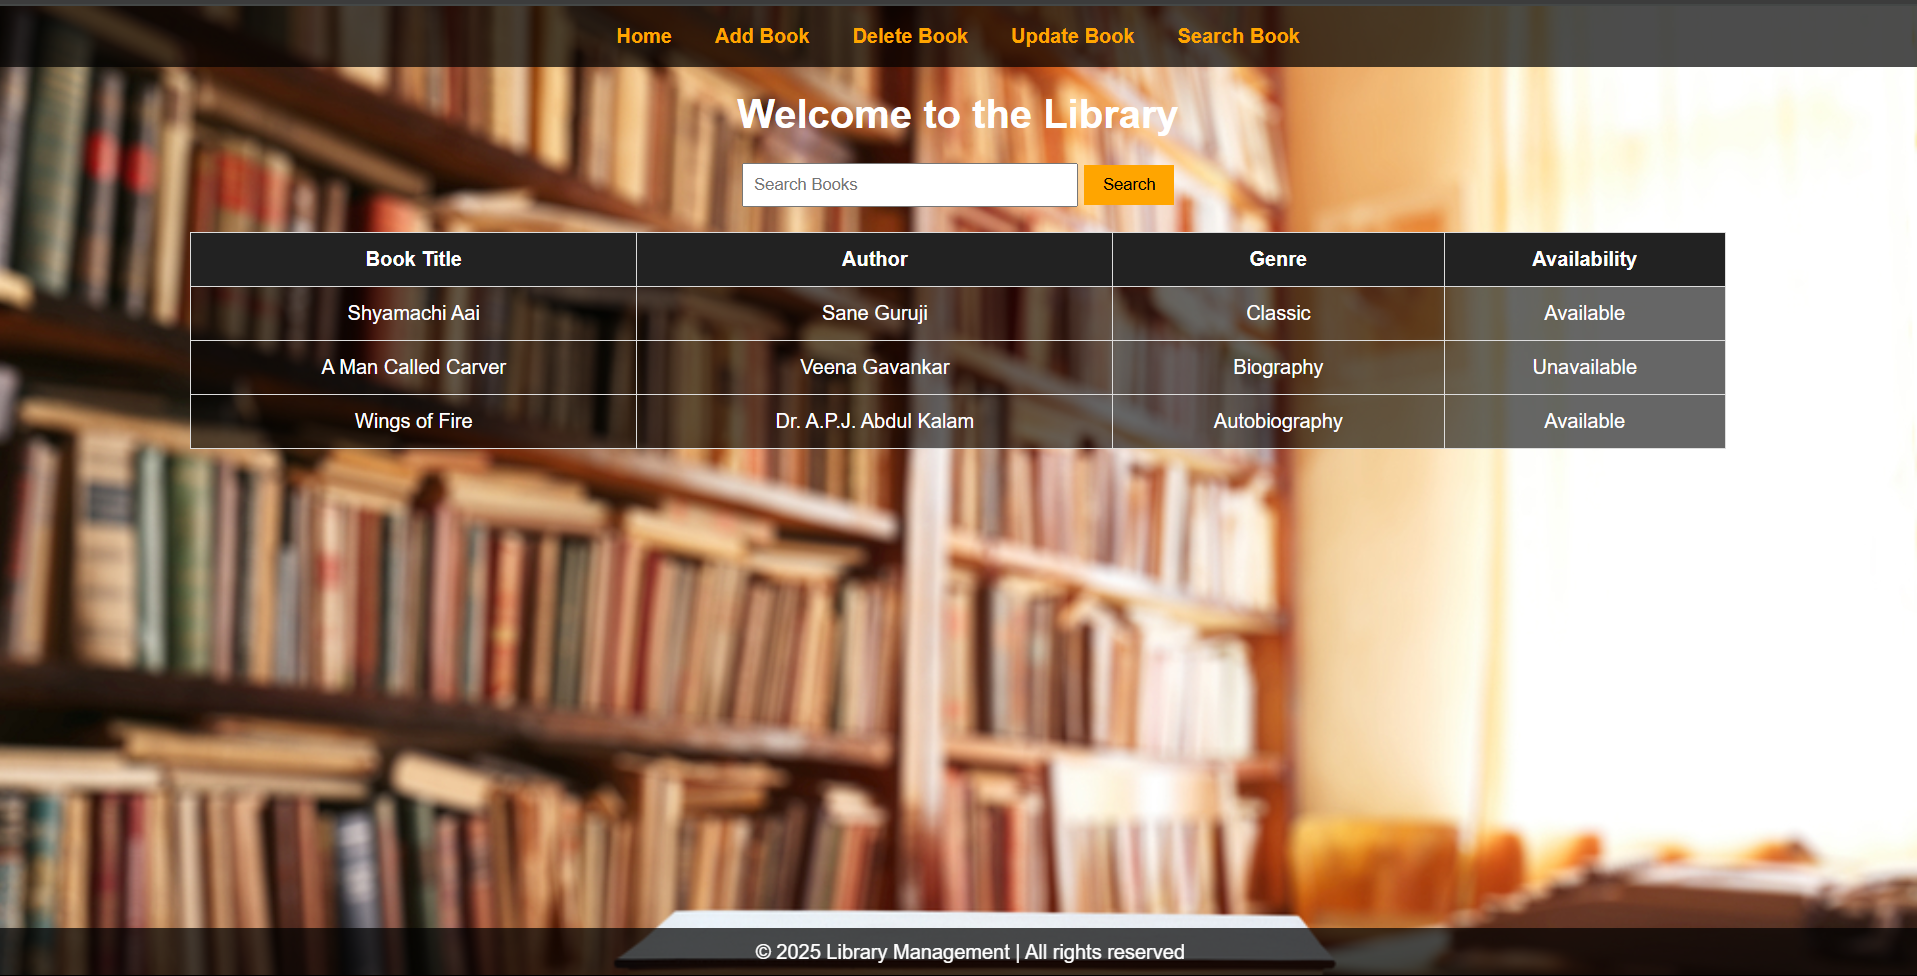 Home Add Book Delete Book Update Book Search Book
Welcome to the Library
Search Books Search
Book Title Author Genre Availability
Shyamachi Aai Sane Guruji Classic Available
A Man Called Carver Veena Gavankar Biography Unavailable
Wings of Fire Dr. A.P.J. Abdul Kalam Autobiography Available
© 2025 Library Management | All rights reserved